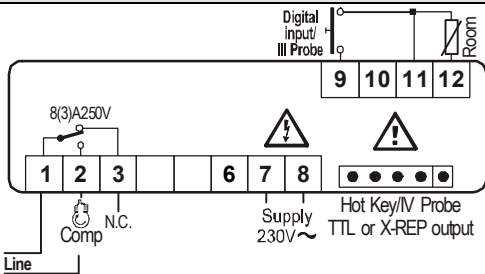 Digital
input/
III Probe
Room
9 10 11 12
8(3)A250V
1 2 3 6 7 8
Comp
N.C.
Supply
230V~
Hot Key/IV Probe
TTL or X-REP output
Line